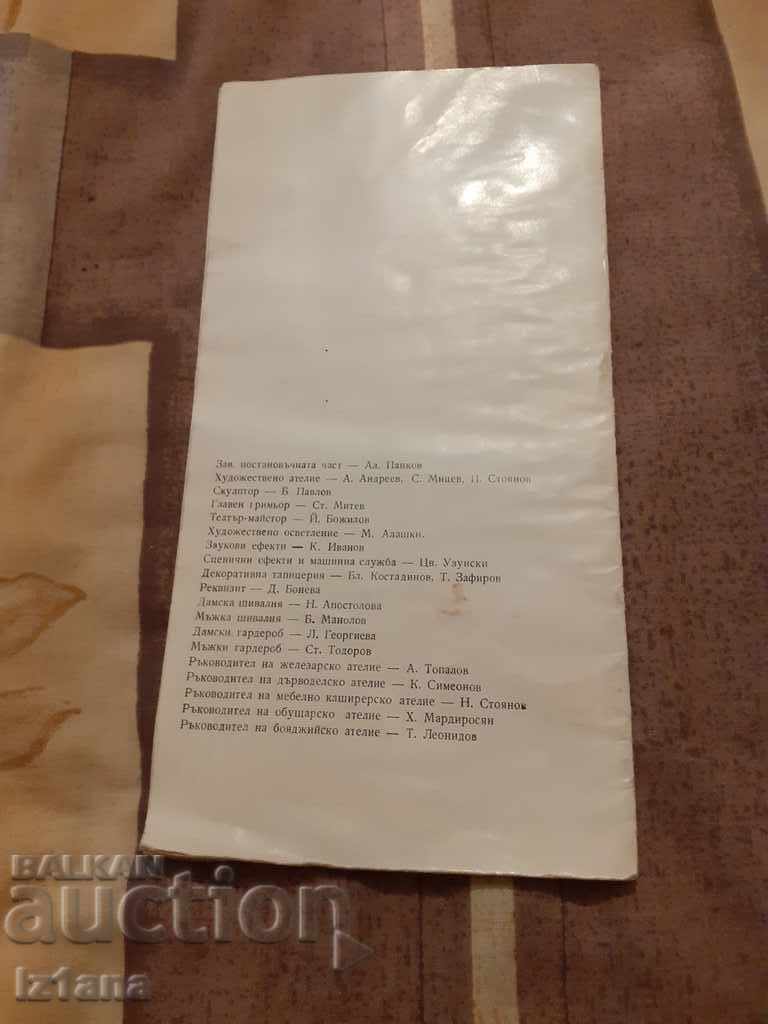 Зав. постановъчната част — Ал. Панков
Художествено ателие — А. Андреев, С. Мицев, П. Стоянов
Скулптор — Б. Павлов
Главен гримьор — Ст. Митев
Театър-майстор — Й. Божилов
Художествено осветление — М. Алашки.
Звукови ефекти — К. Иванов
Сценични ефекти и машинна служба — Цв. Узунски
Декоративна тапицерия — Бл. Костадинов, Т. Зафиров
Реквизит — Д. Бонева
Дамска шивалня — Н. Апостолова
Мъжка шивалня — Б. Манолов
Дамски гардероб — Л. Георгиева
Мъжки гардероб — Ст. Тодоров
Ръководител на железарско ателие — А. Топалов
Ръководител на дърводелско ателие — К. Симеонов
Ръководител на мебелно каширерско ателие — Н. Стоянов
Ръководител на обущарско ателие — Х. Мардиросян
Ръководител на бояджийско ателие — Т. Леонидов
BALKAN
auction
iz1ana